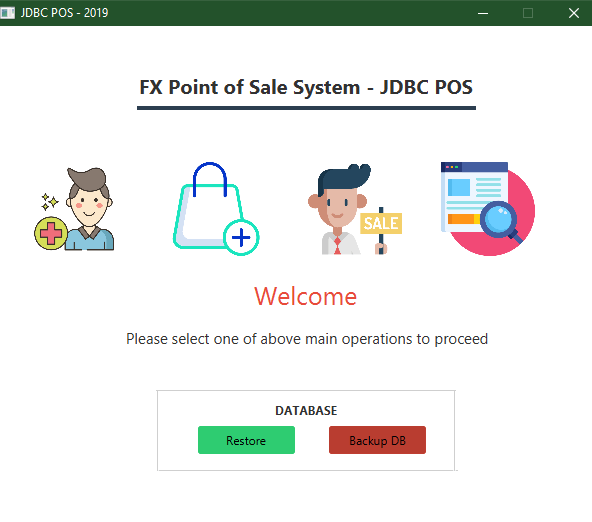 JDBC POS - 2019
FX Point of Sale System - JDBC POS
SALE
Welcome
Please select one of above main operations to proceed
DATABASE
Restore
Backup DB